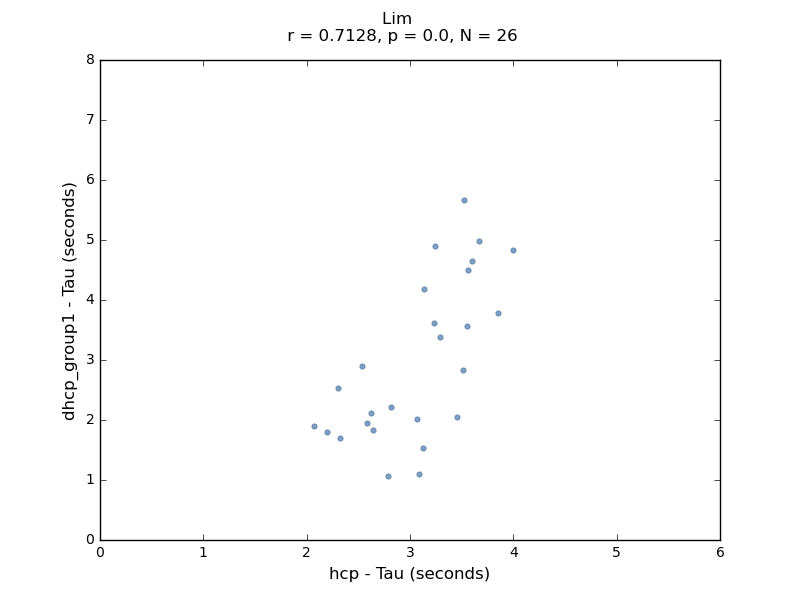 Lim
r = 0.7128, p = 0.0, N = 26
8
7
6
5
4
3
2
1
0
dhcp_group1 - Tau (seconds)
0 1 2 3 4 5 6
hcp - Tau (seconds)